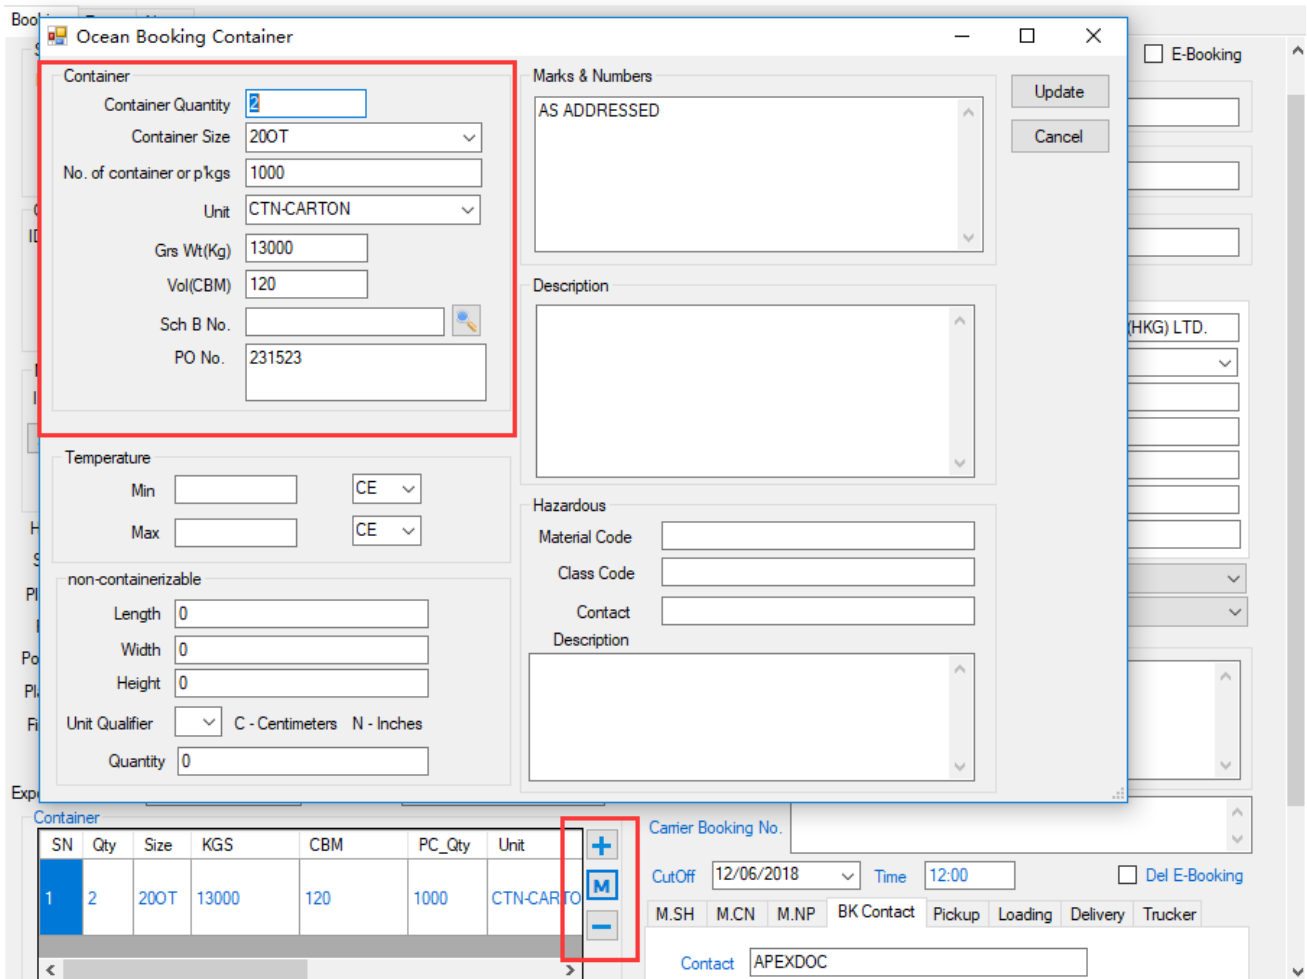 Ocean Booking Container
E-Booking
Container
Container Quantity 2
Container Size 20OT
No. of container or p'kgs 1000
Unit CTN-CARTON
Grs Wt(Kg) 13000
Vol(CBM) 120
Sch B No.
PO No. 231523
Temperature
Min CE
Max CE
non-containerizable
Length 0
Width 0
Height 0
Unit Qualifier C - Centimeters N - Inches
Quantity 0
Marks & Numbers
AS ADDRESSED
Description
Hazardous
Material Code
Class Code
Contact
Description
Update
Cancel
(HKG) LTD.
Container
SN Qty Size KGS CBM PC_Qty Unit
1 2 20OT 13000 120 1000 CTN-CARTO
M
Carrier Booking No.
CutOff 12/06/2018 Time 12:00 Del E-Booking
M.SH M.CN M.NP BK Contact Pickup Loading Delivery Trucker
Contact APEXDOC